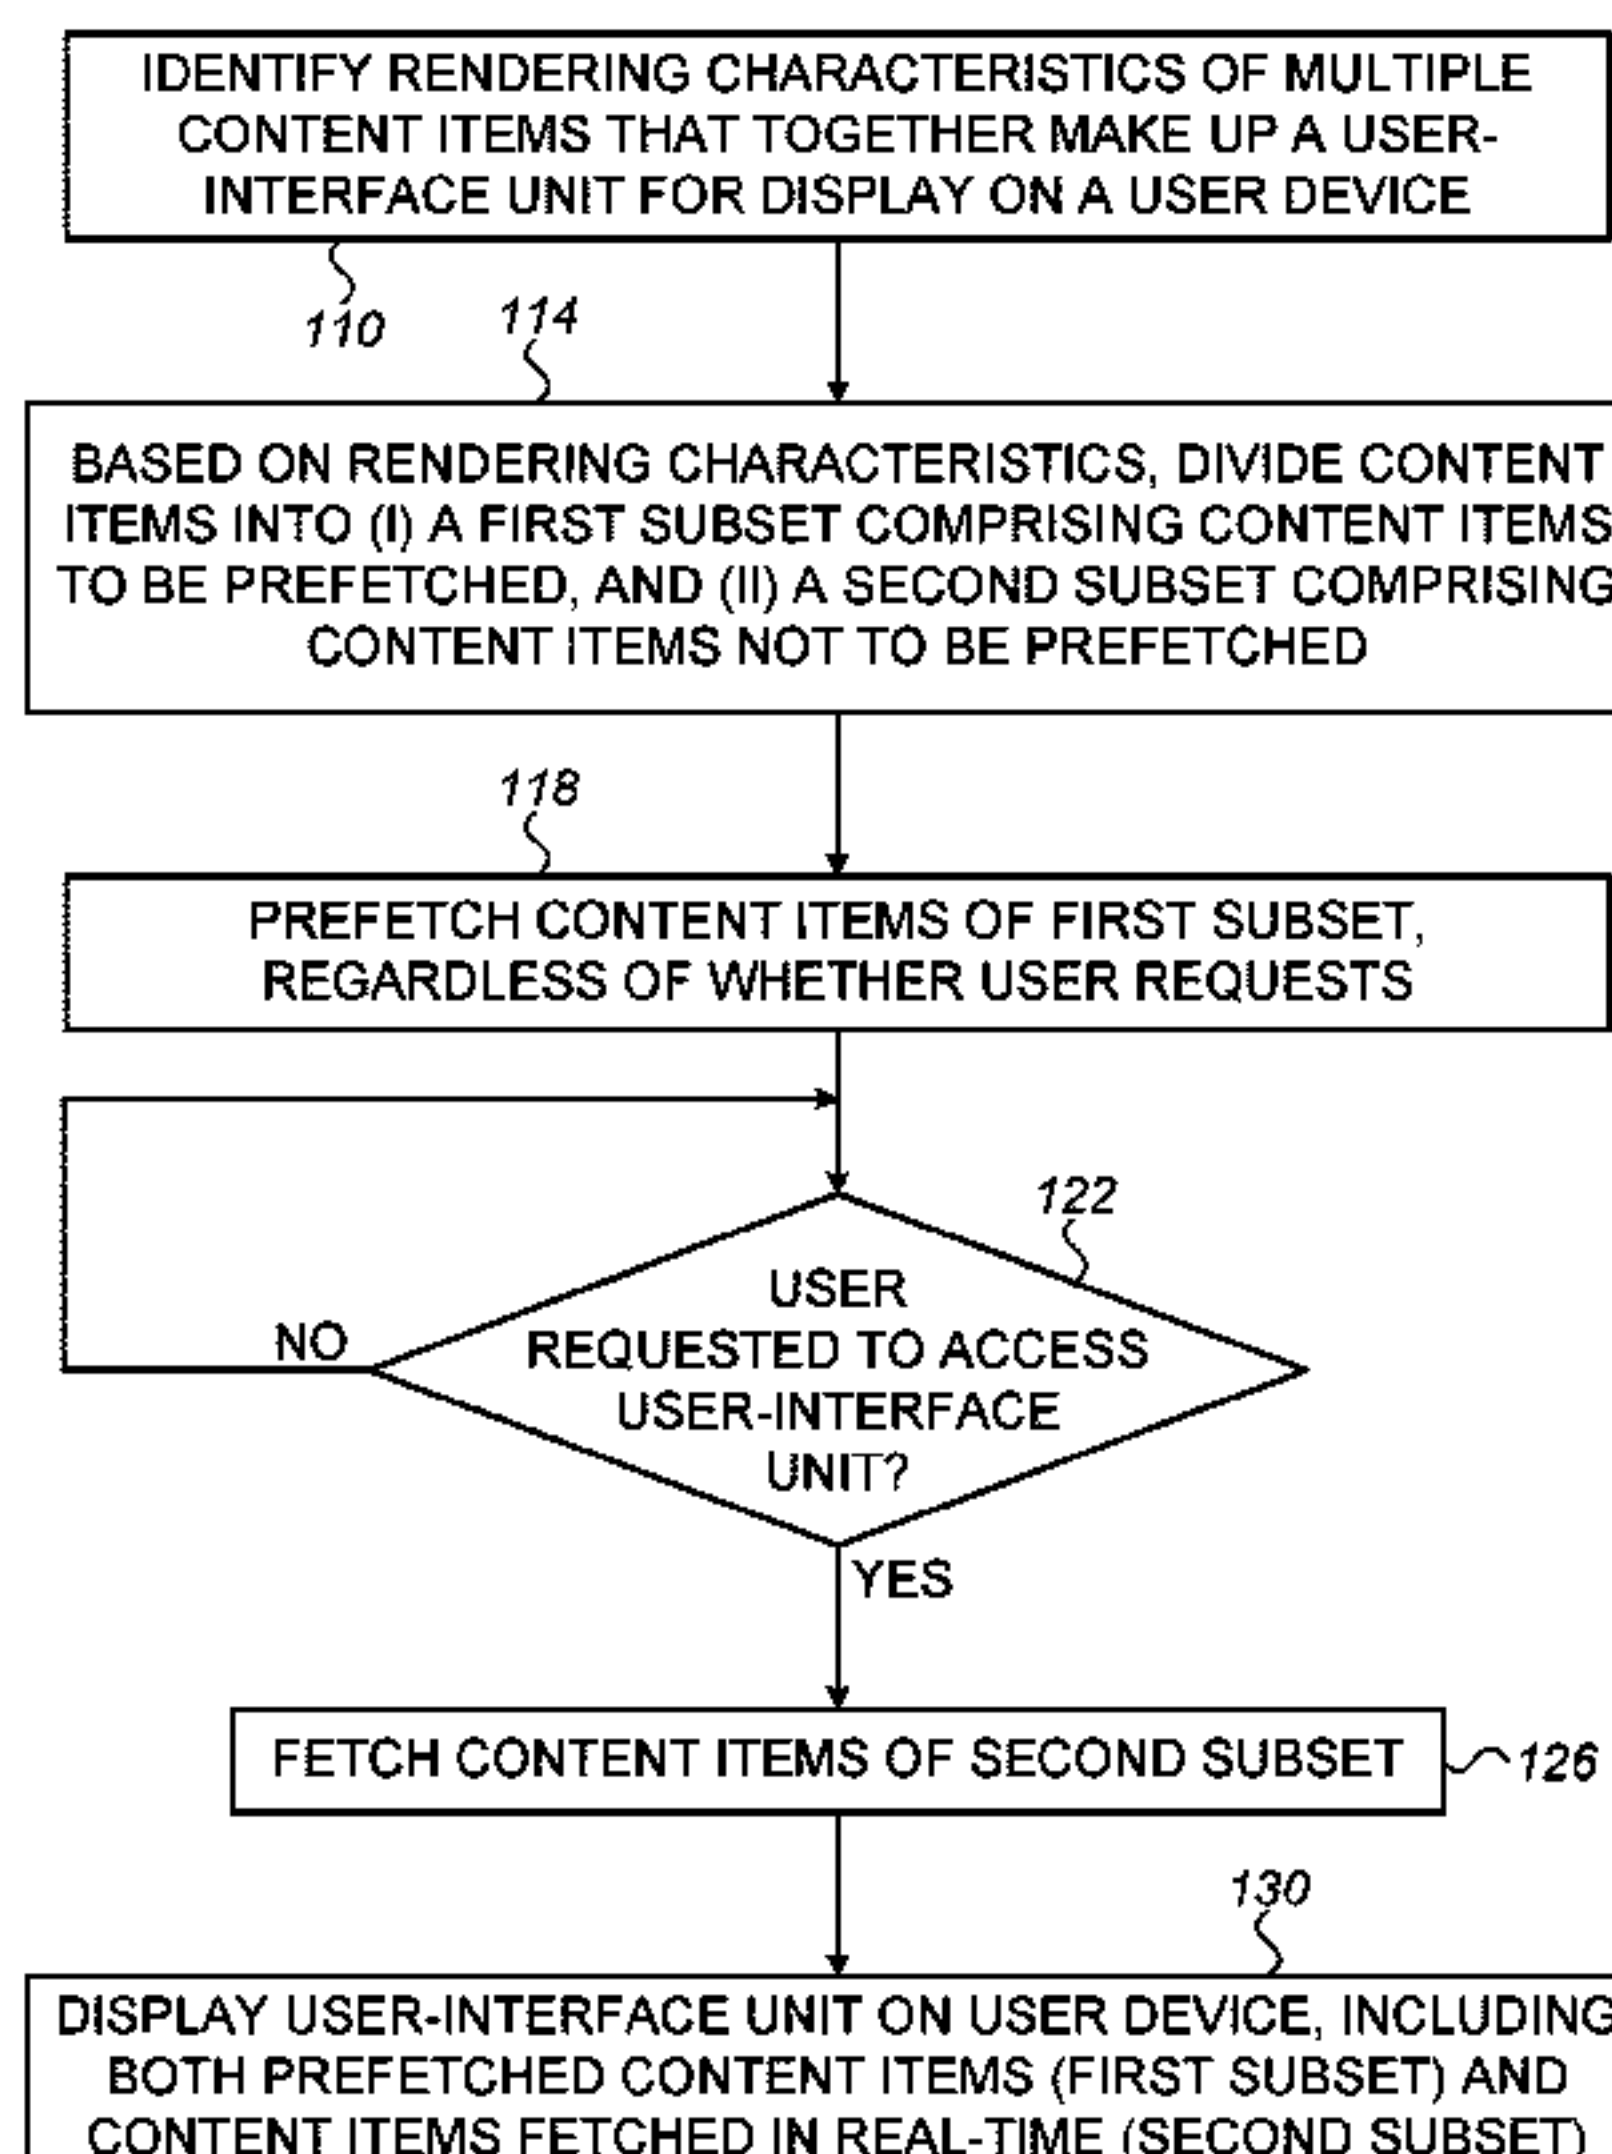 IDENTIFY RENDERING CHARACTERISTICS OF MULTIPLE
CONTENT ITEMS THAT TOGETHER MAKE UP A USER-
INTERFACE UNIT FOR DISPLAY ON A USER DEVICE
110
114
BASED ON RENDERING CHARACTERISTICS, DIVIDE CONTENT
ITEMS INTO (I) A FIRST SUBSET COMPRISING CONTENT ITEMS
TO BE PREFETCHED, AND (II) A SECOND SUBSET COMPRISING
CONTENT ITEMS NOT TO BE PREFETCHED
118
PREFETCH CONTENT ITEMS OF FIRST SUBSET,
REGARDLESS OF WHETHER USER REQUESTS
122
USER
REQUESTED TO ACCESS
USER-INTERFACE
UNIT?
NO
YES
FETCH CONTENT ITEMS OF SECOND SUBSET
126
130
DISPLAY USER-INTERFACE UNIT ON USER DEVICE, INCLUDING
BOTH PREFETCHED CONTENT ITEMS (FIRST SUBSET) AND
CONTENT ITEMS FETCHED IN REAL-TIME (SECOND SUBSET)